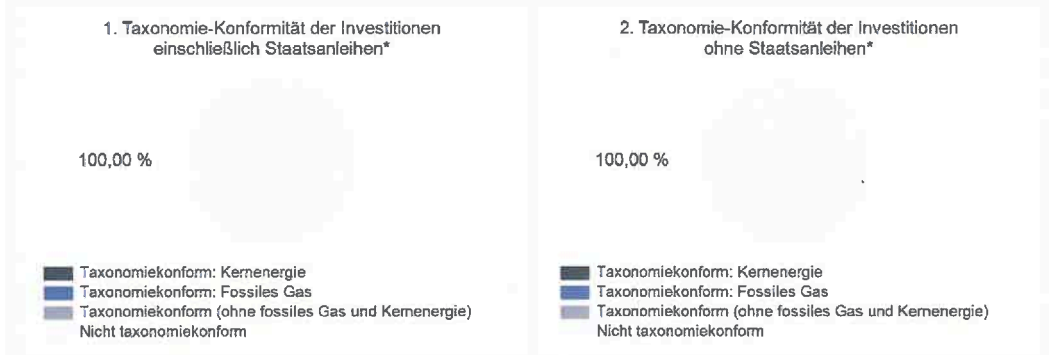 1. Taxonomie-Konformität der Investitionen
einschließlich Staatsanleihen*
100,00 %
Taxonomiekonform: Kernenergie
Taxonomiekonform: Fossiles Gas
Taxonomiekonform (ohne fossiles Gas und Kernenergie)
Nicht taxonomiekonform
2. Taxonomie-Konformität der Investitionen
ohne Staatsanleihen*
100,00 %
Taxonomiekonform: Kernenergie
Taxonomiekonform: Fossiles Gas
Taxonomiekonform (ohne fossiles Gas und Kernenergie)
Nicht taxonomiekonform